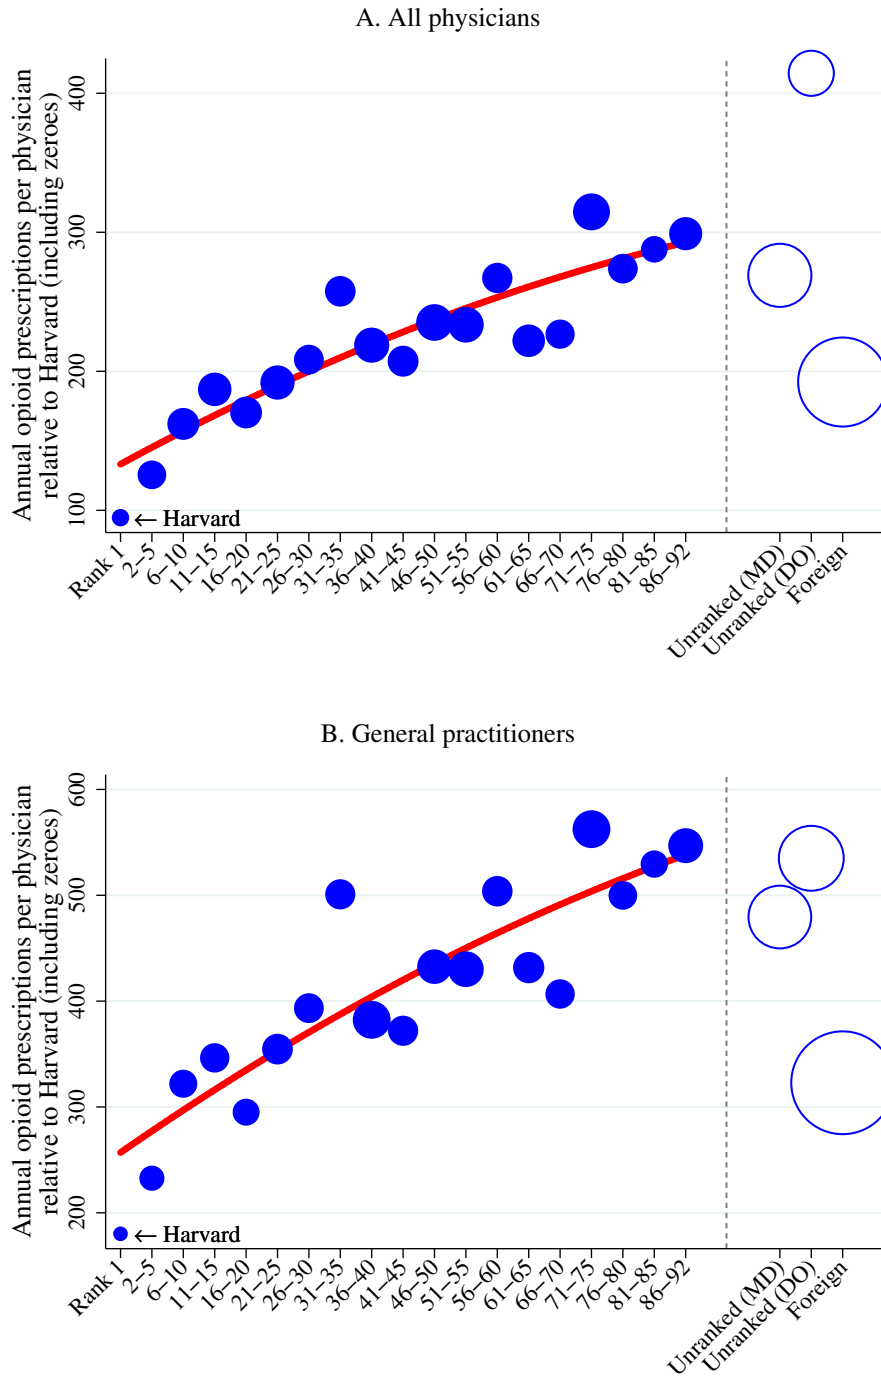 A. All physicians
Annual opioid prescriptions per physician
relative to Harvard (including zeroes)
400
300
200
100
← Harvard
Rank 1
2–5
6–10
11–15
16–20
21–25
26–30
31–35
36–40
41–45
46–50
51–55
56–60
61–65
66–70
71–75
76–80
81–85
86–92
Unranked (MD)
Unranked (DO)
Foreign
B. General practitioners
Annual opioid prescriptions per physician
relative to Harvard (including zeroes)
600
500
400
300
200
← Harvard
Rank 1
2–5
6–10
11–15
16–20
21–25
26–30
31–35
36–40
41–45
46–50
51–55
56–60
61–65
66–70
71–75
76–80
81–85
86–92
Unranked (MD)
Unranked (DO)
Foreign